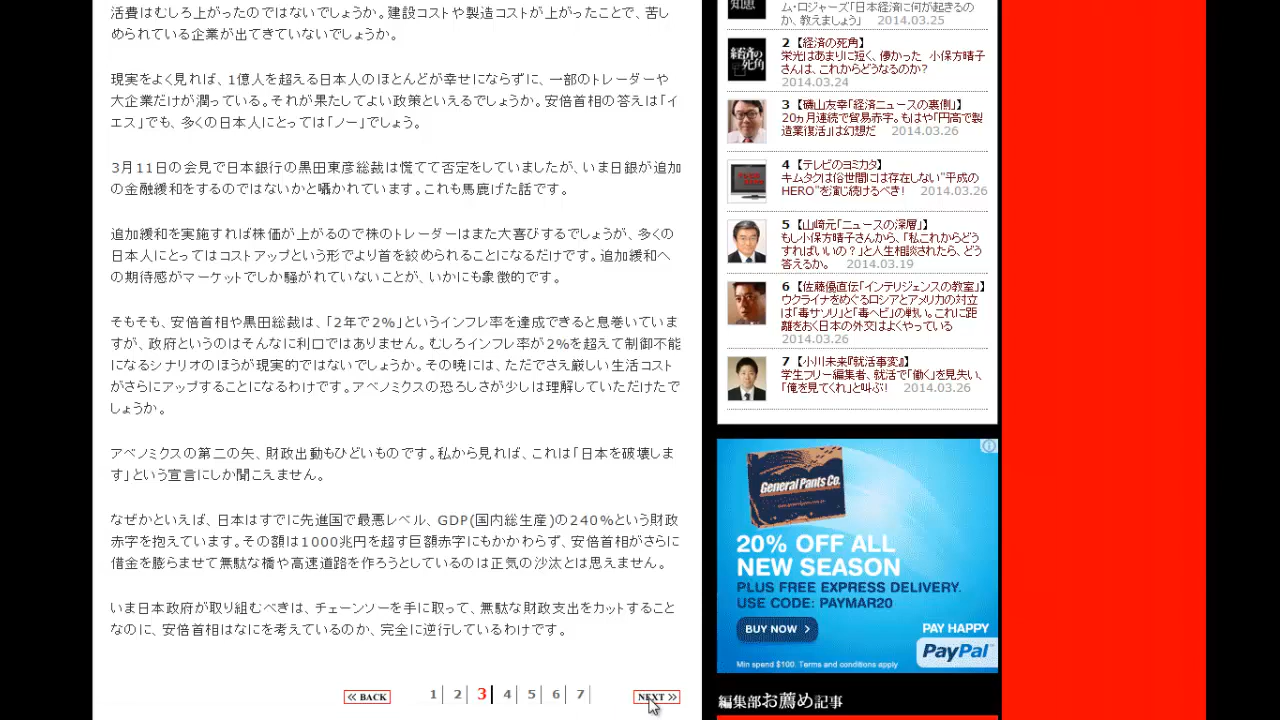 活費はむしろ上がったのではないでしょうか。建設コストや製造コストが上がったことで、苦し
められている企業が出てきているでしょうか。
現実をよく見れば、1億人を超える日本人のほとんどが幸せにならずに、一部のトレーダーや
大企業だけが潤っている。それが果たしてよい政策といえるでしょうか。安倍首相の答えは「イ
エス」でも、多くの日本人にとっては「ノー」でしょう。
3月11日の会見で日本銀行の黒田東彦総裁は慌てて否定をしていましたが、いま日銀が追加
の金融緩和をするのではないか囁かれています。これも馬鹿げた話です。
追加緩和を実施すれば株価が上がるので株のトレーダーはまた大喜びするでしょうが、多くの
日本人にとってはコストアップという形でより首を絞められることになるだけです。追加緩和へ
の期待感がマーケットでしか騒がれていないことが、いかにも象徴的です。
そもそも、安倍首相や黒田総裁は、「2年で2%」というインフレ率を達成できると息巻いていま
すが、政府というのはそんなに利口ではありません。むしろインフレ率が2%を超えて制御不能
になるシナリオのほうが現実的ではないでしょうか。その暁には、ただでさえ厳しい生活コスト
がさらにアップすることになるわけです。アベノミクスの恐ろしさが少しは理解していただけたで
しょうか。
アベノミクスの第二の矢、財政出動もひどいものです。私から見れば、これは「日本を破壊しま
す」という宣言にしか聞こえません。
といえば、日本はすでに先進国で最悪レベル、GDP(国内総生産)の240%という財政
赤字を抱えています。その額は1000兆円を超す巨額赤字にもかかわらず、安倍首相がさらに
借金を膨らませて無駄な橋や高速道路を作ろうとしているのは正気の沙汰とは思えません。
いま日本政府が取り組むべきは、チェーンソーを手に取って、無駄な財政支出をカットすること
なのに、安倍首相はなにを考えているのか、完全に逆行しているわけです。
BACK 1 2 3 4 5 6 7 NEXT
ム・ロジャーズ「日本経済に何が起きるの
か、教えましょう」 2014.03.25
経済の死角
2 【経済の死角】
栄光はあまりに短く、儚かった 小保方晴子
さんは、これからどうなるのか?
2014.03.24
3 【磯山友幸「経済ニュースの裏側」】
20ヵ月連続で貿易赤字。もはや「円高で製
造業復活」は幻想だ 2014.03.26
4 【テレビのヨミカタ】
キムタクは俗世間には存在しない"平成の
HERO"を演じ続けるべき! 2014.03.26
5 【山崎元「ニュースの深層」】
もし小保方晴子さんから、「私これからどう
すればいいの?」と人生相談されたら、どう
答えるか。 2014.03.19
6 【佐藤優直伝「インテリジェンスの教室」】
ウクライナをめぐるロシアとアメリカの対立
は「毒サソリ」と「毒ヘビ」の戦い。これに距
離をおく日本の外交はよくやっている
2014.03.26
7 【小川未来『就活事変』】
学生フリー編集者、就活で「働く」を見失い、
「俺を見てくれ」と叫ぶ! 2014.03.26
General Pants Co.
20% OFF ALL
NEW SEASON
PLUS FREE EXPRESS DELIVERY.
USE CODE: PAYMAR20
BUY NOW
PAY HAPPY
PayPal
Min spend $100. Terms and conditions apply
編集部お薦め記事